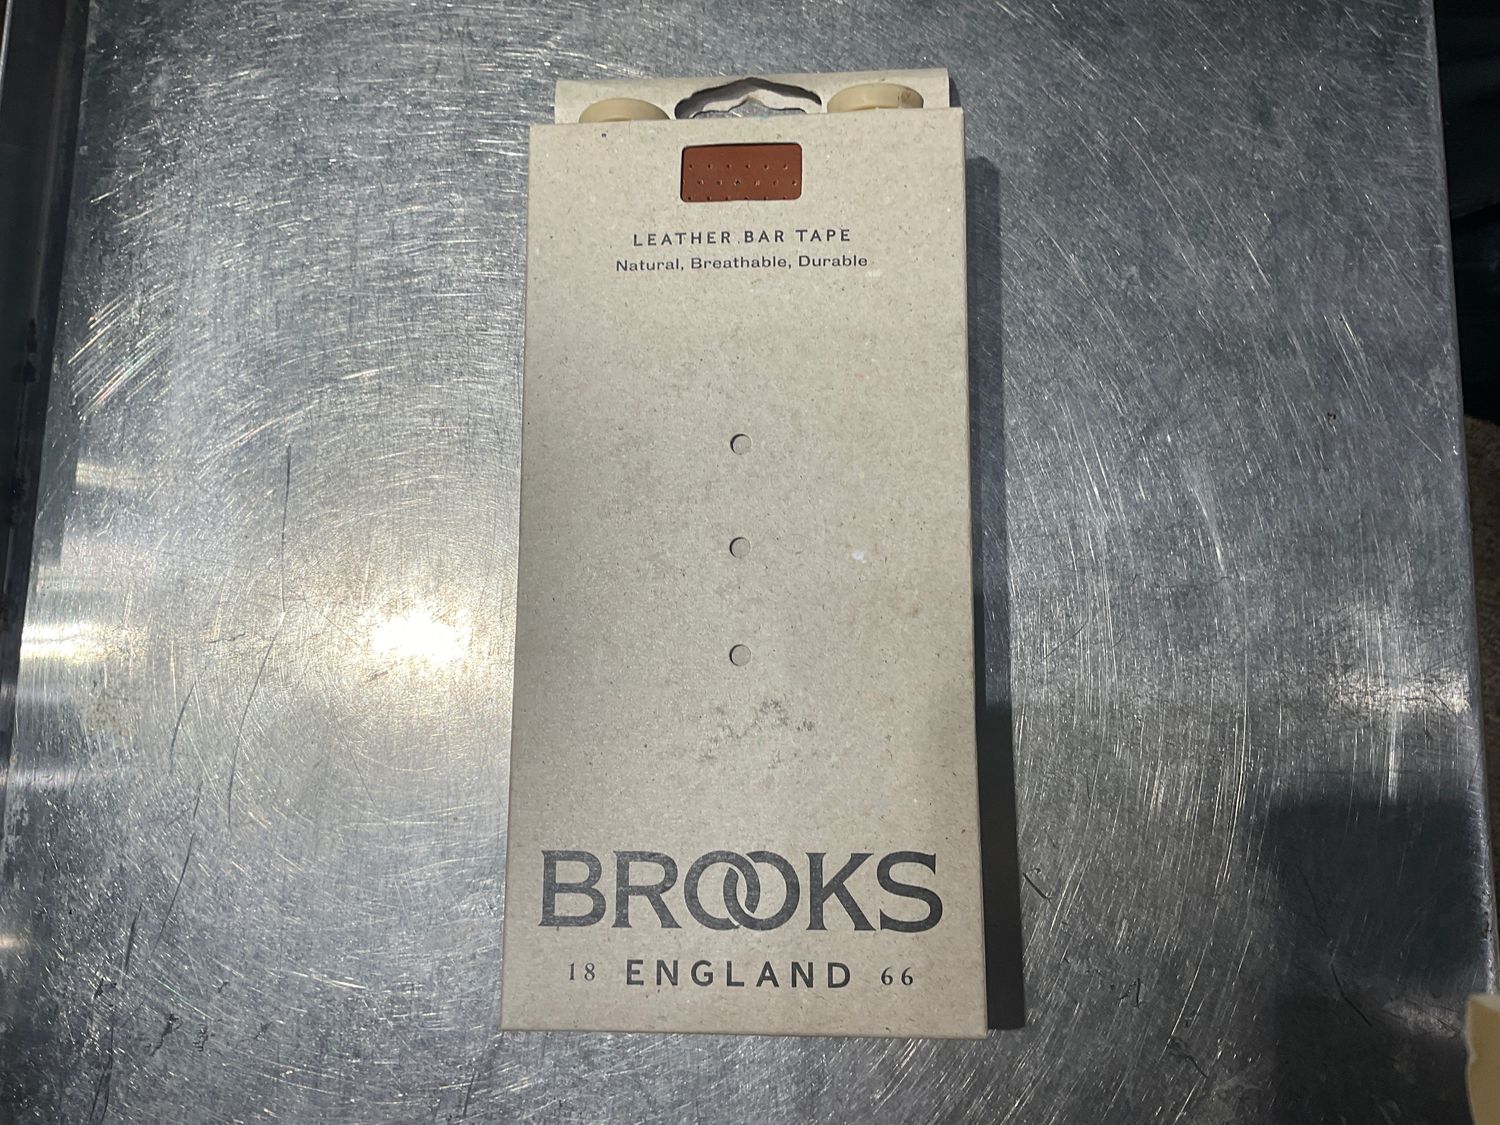 LEATHER BAR TAPE
Natural, Breathable, Durable
BROOKS
18 ENGLAND 66